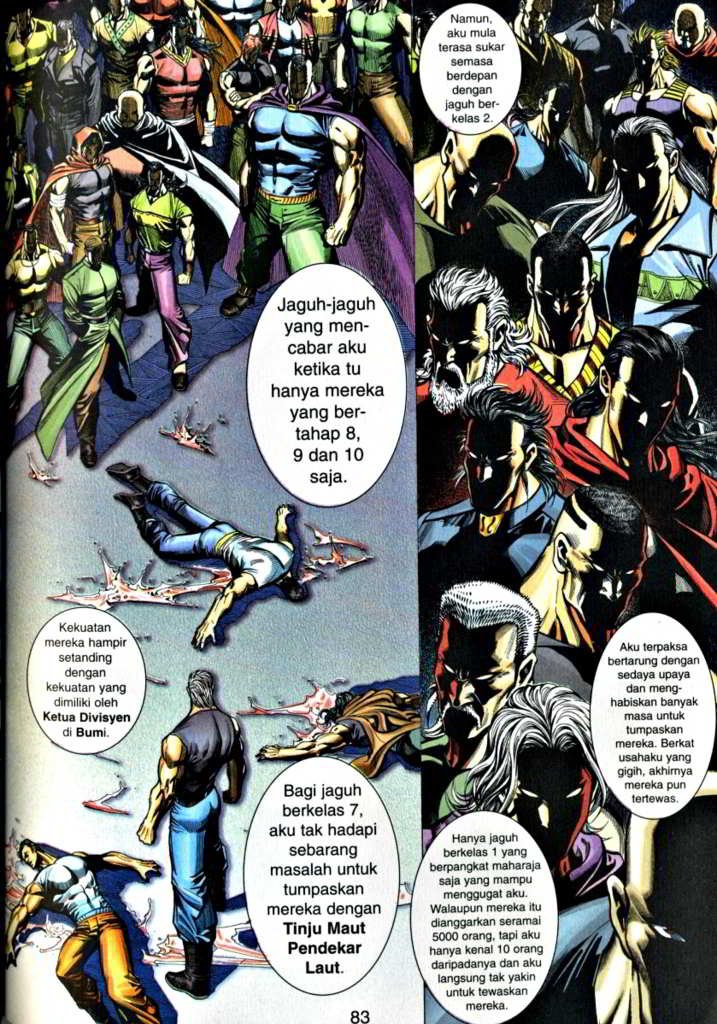 Jaguh-jaguh
yang men-
cabar aku
ketika tu
hanya mereka
yang ber-
tahap 8,
9 dan 10
saja.
Kekuatan
mereka hampir
setanding
dengan
kekuatan yang
dimiliki oleh
Ketua Divisyen
di Bumi.
Bagi jaguh
berkelas 7,
aku tak hadapi
sebarang
masalah untuk
tumpaskan
mereka dengan
Tinju Maut
Pendekar
Laut.
Namun,
aku mula
terasa sukar
semasa
berdepan
dengan
jaguh ber-
kelas 2.
Aku terpaksa
bertarung dengan
sedaya upaya
dan meng-
habiskan banyak
masa untuk
tumpaskan
mereka. Berkat
usahaku yang
gigih, akhirnya
mereka pun
tertewas.
Hanya jaguh
berkelas 1 yang
berpangkat maharaja
saja yang mampu
menggugat aku.
Walaupun mereka itu
dianggarkan seramai
5000 orang, tapi aku
hanya kenal 10 orang
daripadanya dan aku
langsung tak yakin
untuk tewaskan
mereka.
83